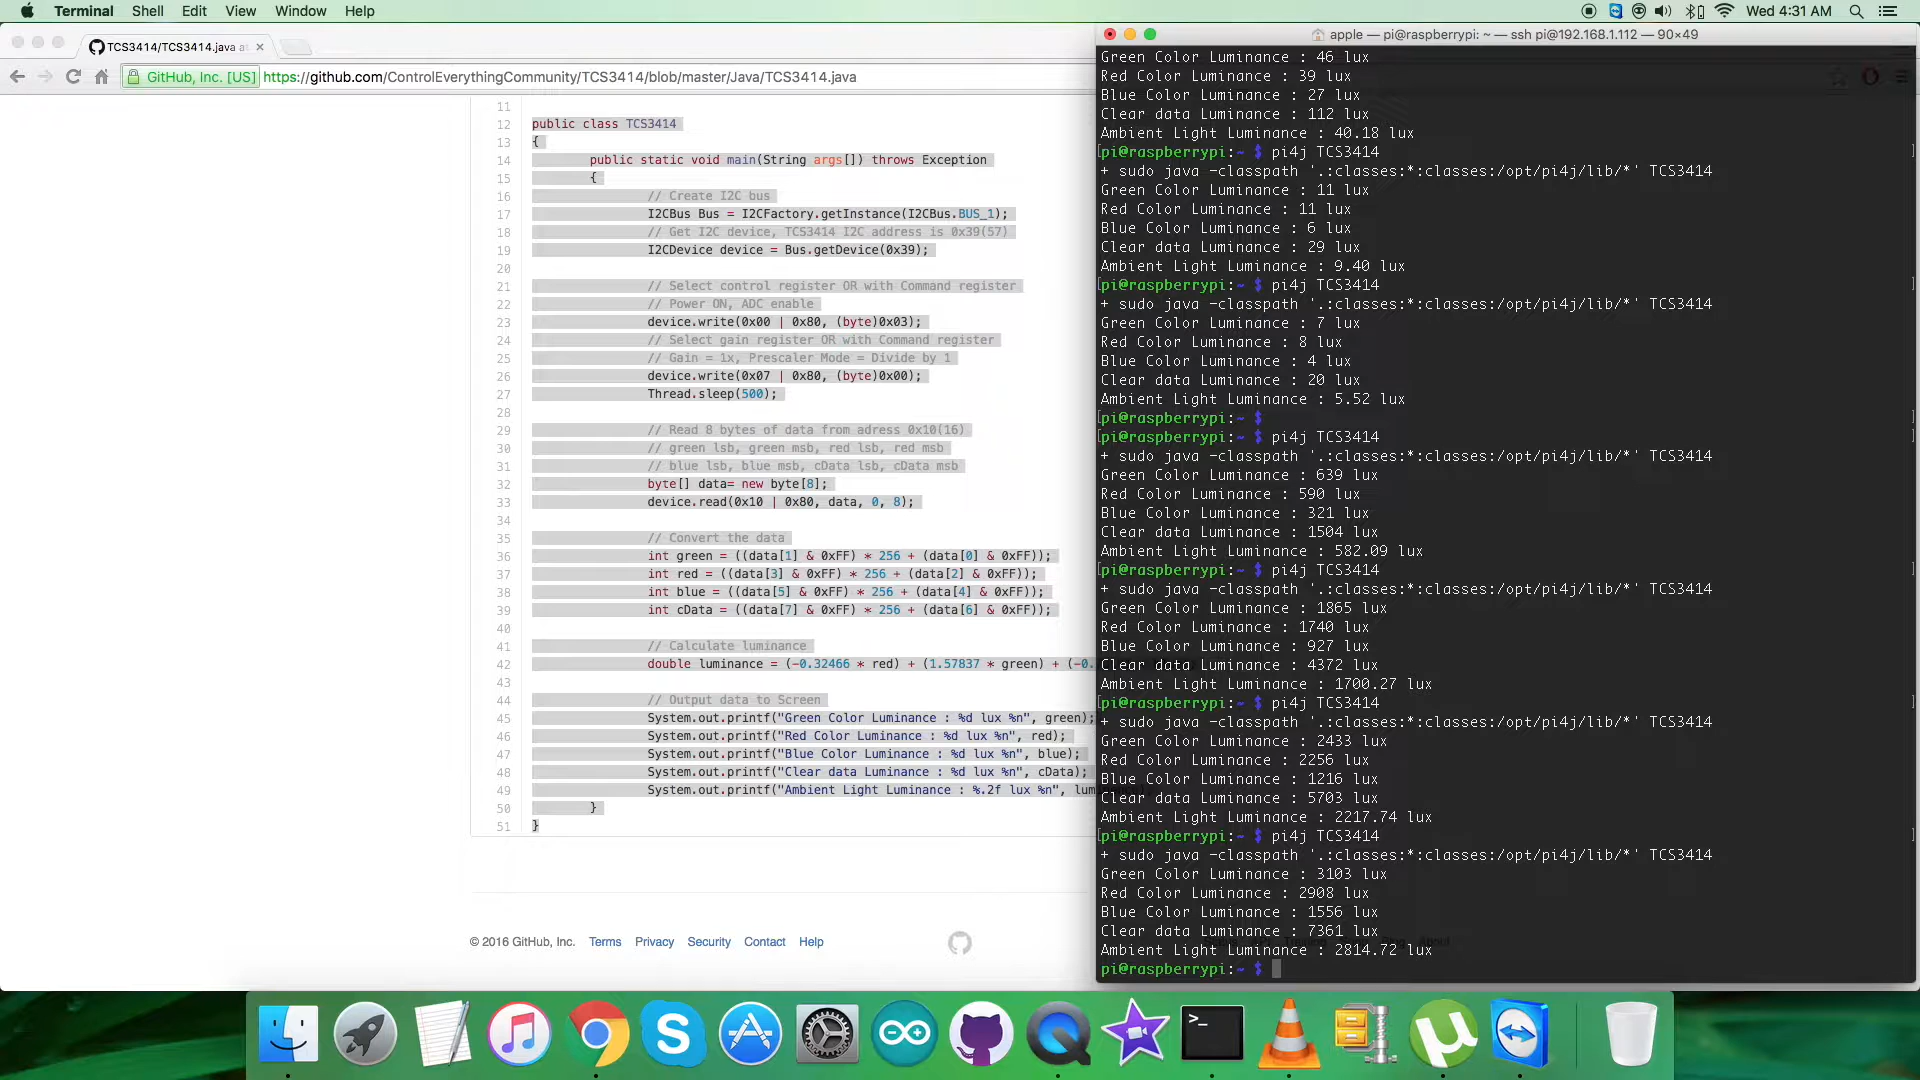 Terminal Shell Edit View Window Help
Wed 4:31 AM
TCS3414/TCS3414.java a
GitHub, Inc. [US] https://github.com/ControlEverythingCommunity/TCS3414/blob/master/Java/TCS3414.java
11
12 public class TCS3414
13 {
14 public static void main(String args[]) throws Exception
15 {
16 // Create I2C bus
17 I2CBus Bus = I2CFactory.getInstance(I2CBus.BUS_1);
18 // Get I2C device, TCS3414 I2C address is 0x39(57)
19 I2CDevice device = Bus.getDevice(0x39);
20
21 // Select control register OR with Command register
22 // Power ON, ADC enable
23 device.write(0x00 | 0x80, (byte)0x03);
24 // Select gain register OR with Command register
25 // Gain = 1x, Prescaler Mode = Divide by 1
26 device.write(0x07 | 0x80, (byte)0x00);
27 Thread.sleep(500);
28
29 // Read 8 bytes of data from adress 0x10(16)
30 // green lsb, green msb, red lsb, red msb
31 // blue lsb, blue msb, cData lsb, cData msb
32 byte[] data= new byte[8];
33 device.read(0x10 | 0x80, data, 0, 8);
34
35 // Convert the data
36 int green = ((data[1] & 0xFF) * 256 + (data[0] & 0xFF));
37 int red = ((data[3] & 0xFF) * 256 + (data[2] & 0xFF));
38 int blue = ((data[5] & 0xFF) * 256 + (data[4] & 0xFF));
39 int cData = ((data[7] & 0xFF) * 256 + (data[6] & 0xFF));
40
41 // Calculate luminance
42 double luminance = (-0.32466 * red) + (1.57837 * green) + (-0.
43
44 // Output data to Screen
45 System.out.printf("Green Color Luminance : %d lux %n", green);
46 System.out.printf("Red Color Luminance : %d lux %n", red);
47 System.out.printf("Blue Color Luminance : %d lux %n", blue);
48 System.out.printf("Clear data Luminance : %d lux %n", cData);
49 System.out.printf("Ambient Light Luminance : %.2f lux %n", lum
50 }
51 }
© 2016 GitHub, Inc. Terms Privacy Security Contact Help
apple — pi@raspberrypi: ~ — ssh pi@192.168.1.112 — 90×49
Green Color Luminance : 46 lux
Red Color Luminance : 39 lux
Blue Color Luminance : 27 lux
Clear data Luminance : 112 lux
Ambient Light Luminance : 40.18 lux
[pi@raspberrypi:~ $ pi4j TCS3414 ]
+ sudo java -classpath '.:classes:*:classes:/opt/pi4j/lib/*' TCS3414
Green Color Luminance : 11 lux
Red Color Luminance : 11 lux
Blue Color Luminance : 6 lux
Clear data Luminance : 29 lux
Ambient Light Luminance : 9.40 lux
[pi@raspberrypi:~ $ pi4j TCS3414 ]
+ sudo java -classpath '.:classes:*:classes:/opt/pi4j/lib/*' TCS3414
Green Color Luminance : 7 lux
Red Color Luminance : 8 lux
Blue Color Luminance : 4 lux
Clear data Luminance : 20 lux
Ambient Light Luminance : 5.52 lux
[pi@raspberrypi:~ $ ]
[pi@raspberrypi:~ $ pi4j TCS3414 ]
+ sudo java -classpath '.:classes:*:classes:/opt/pi4j/lib/*' TCS3414
Green Color Luminance : 639 lux
Red Color Luminance : 590 lux
Blue Color Luminance : 321 lux
Clear data Luminance : 1504 lux
Ambient Light Luminance : 582.09 lux
[pi@raspberrypi:~ $ pi4j TCS3414 ]
+ sudo java -classpath '.:classes:*:classes:/opt/pi4j/lib/*' TCS3414
Green Color Luminance : 1865 lux
Red Color Luminance : 1740 lux
Blue Color Luminance : 927 lux
Clear data Luminance : 4372 lux
Ambient Light Luminance : 1700.27 lux
[pi@raspberrypi:~ $ pi4j TCS3414 ]
+ sudo java -classpath '.:classes:*:classes:/opt/pi4j/lib/*' TCS3414
Green Color Luminance : 2433 lux
Red Color Luminance : 2256 lux
Blue Color Luminance : 1216 lux
Clear data Luminance : 5703 lux
Ambient Light Luminance : 2217.74 lux
[pi@raspberrypi:~ $ pi4j TCS3414 ]
+ sudo java -classpath '.:classes:*:classes:/opt/pi4j/lib/*' TCS3414
Green Color Luminance : 3103 lux
Red Color Luminance : 2908 lux
Blue Color Luminance : 1556 lux
Clear data Luminance : 7361 lux
Ambient Light Luminance : 2814.72 lux
pi@raspberrypi:~ $